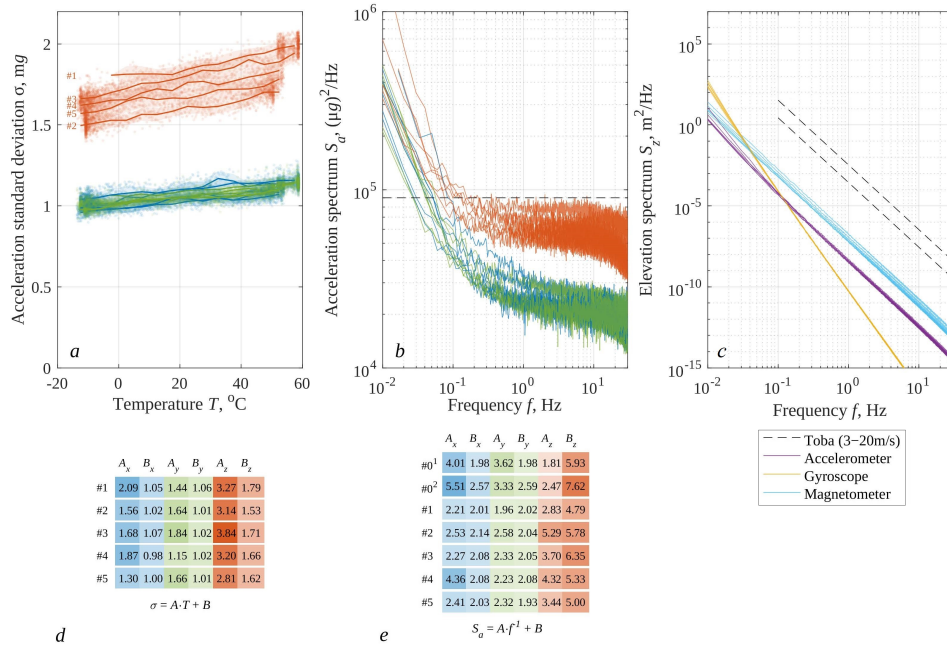 Acceleration standard deviation σ, mg
2
1.5
1
0.5
0
#1
#3
#4
#5
#2
a
-20 0 20 40 60
Temperature T, °C
Acceleration spectrum Sₐ, (μg)²/Hz
10⁶
10⁵
10⁴
b
10⁻² 10⁻¹ 10⁰ 10¹
Frequency f, Hz
Elevation spectrum S_z, m²/Hz
10⁵
10⁰
10⁻⁵
10⁻¹⁰
10⁻¹⁵
c
10⁻² 10⁻¹ 10⁰ 10¹
Frequency f, Hz
Toba (3−20m/s)
Accelerometer
Gyroscope
Magnetometer
Aₓ Bₓ A_y B_y A_z B_z
#1 2.09 1.05 1.44 1.06 3.27 1.79
#2 1.56 1.02 1.64 1.01 3.14 1.53
#3 1.68 1.07 1.84 1.02 3.84 1.71
#4 1.87 0.98 1.15 1.02 3.20 1.66
#5 1.30 1.00 1.66 1.01 2.81 1.62
σ = A·T + B
d
Aₓ Bₓ A_y B_y A_z B_z
#0¹ 4.01 1.98 3.62 1.98 1.81 5.93
#0² 5.51 2.57 3.33 2.59 2.47 7.62
#1 2.21 2.01 1.96 2.02 2.83 4.79
#2 2.53 2.14 2.58 2.04 5.29 5.78
#3 2.27 2.08 2.33 2.05 3.70 6.35
#4 4.36 2.08 2.23 2.08 4.32 5.33
#5 2.41 2.03 2.32 1.93 3.44 5.00
Sₐ = A·f⁻¹ + B
e